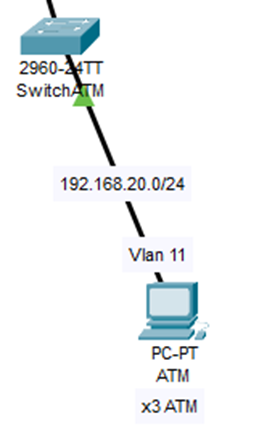 2960-24TT
SwitchATM
192.168.20.0/24
Vlan 11
PC-PT
ATM
x3 ATM